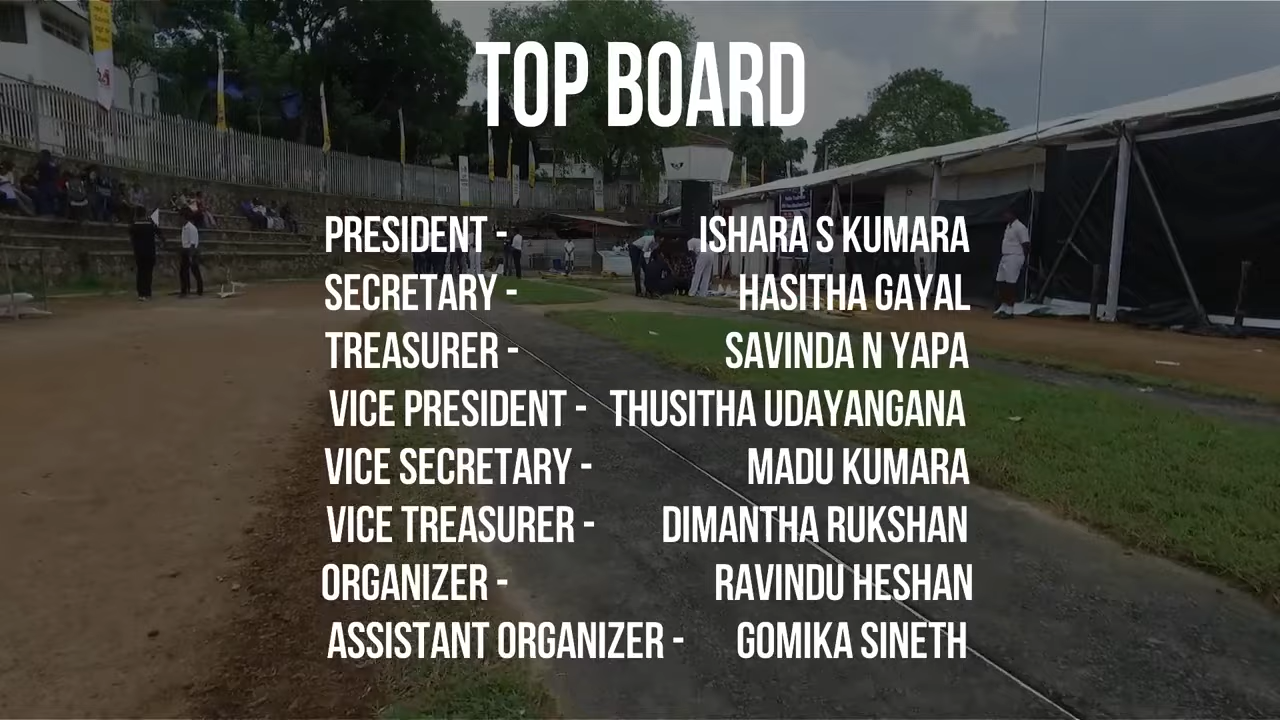 TOP BOARD
PRESIDENT - ISHARA S KUMARA
SECRETARY - HASITHA GAYAL
TREASURER - SAVINDA N YAPA
VICE PRESIDENT - THUSITHA UDAYANGANA
VICE SECRETARY - MADU KUMARA
VICE TREASURER - DIMANTHA RUKSHAN
ORGANIZER - RAVINDU HESHAN
ASSISTANT ORGANIZER - GOMIKA SINETH